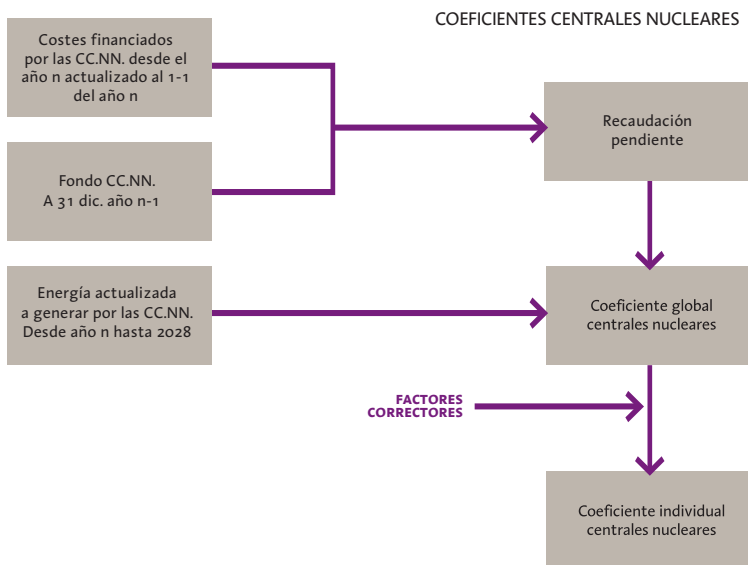 COEFICIENTES CENTRALES NUCLEARES
Costes financiados
por las CC.NN. desde el
año n actualizado al 1-1
del año n
Recaudación
pendiente
Fondo CC.NN.
A 31 dic. año n-1
Energía actualizada
a generar por las CC.NN.
Desde año n hasta 2028
Coeficiente global
centrales nucleares
FACTORES
CORRECTORES
Coeficiente individual
centrales nucleares